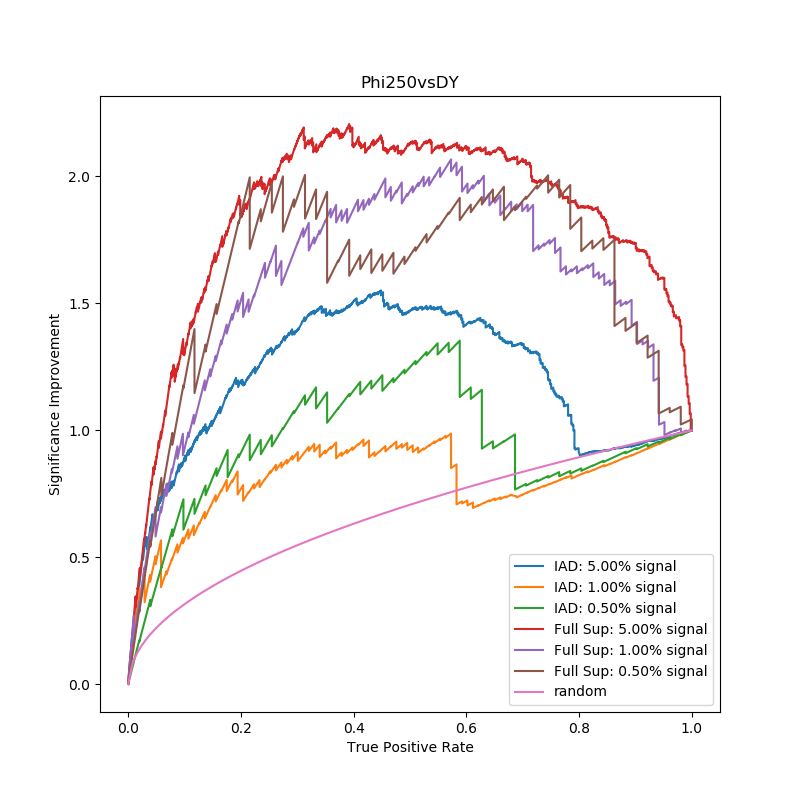 Phi250vsDY
Significance Improvement
2.0
1.5
1.0
0.5
0.0
IAD: 5.00% signal
IAD: 1.00% signal
IAD: 0.50% signal
Full Sup: 5.00% signal
Full Sup: 1.00% signal
Full Sup: 0.50% signal
random
0.0 0.2 0.4 0.6 0.8 1.0
True Positive Rate